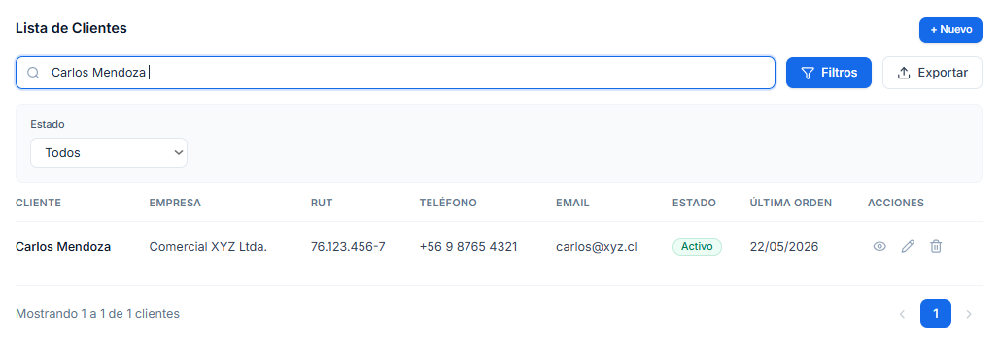 Lista de Clientes
+ Nuevo
Carlos Mendoza
Filtros
Exportar
Estado
Todos
CLIENTE EMPRESA RUT TELÉFONO EMAIL ESTADO ÚLTIMA ORDEN ACCIONES
Carlos Mendoza Comercial XYZ Ltda. 76.123.456-7 +56 9 8765 4321 carlos@xyz.cl Activo 22/05/2026
Mostrando 1 a 1 de 1 clientes
1